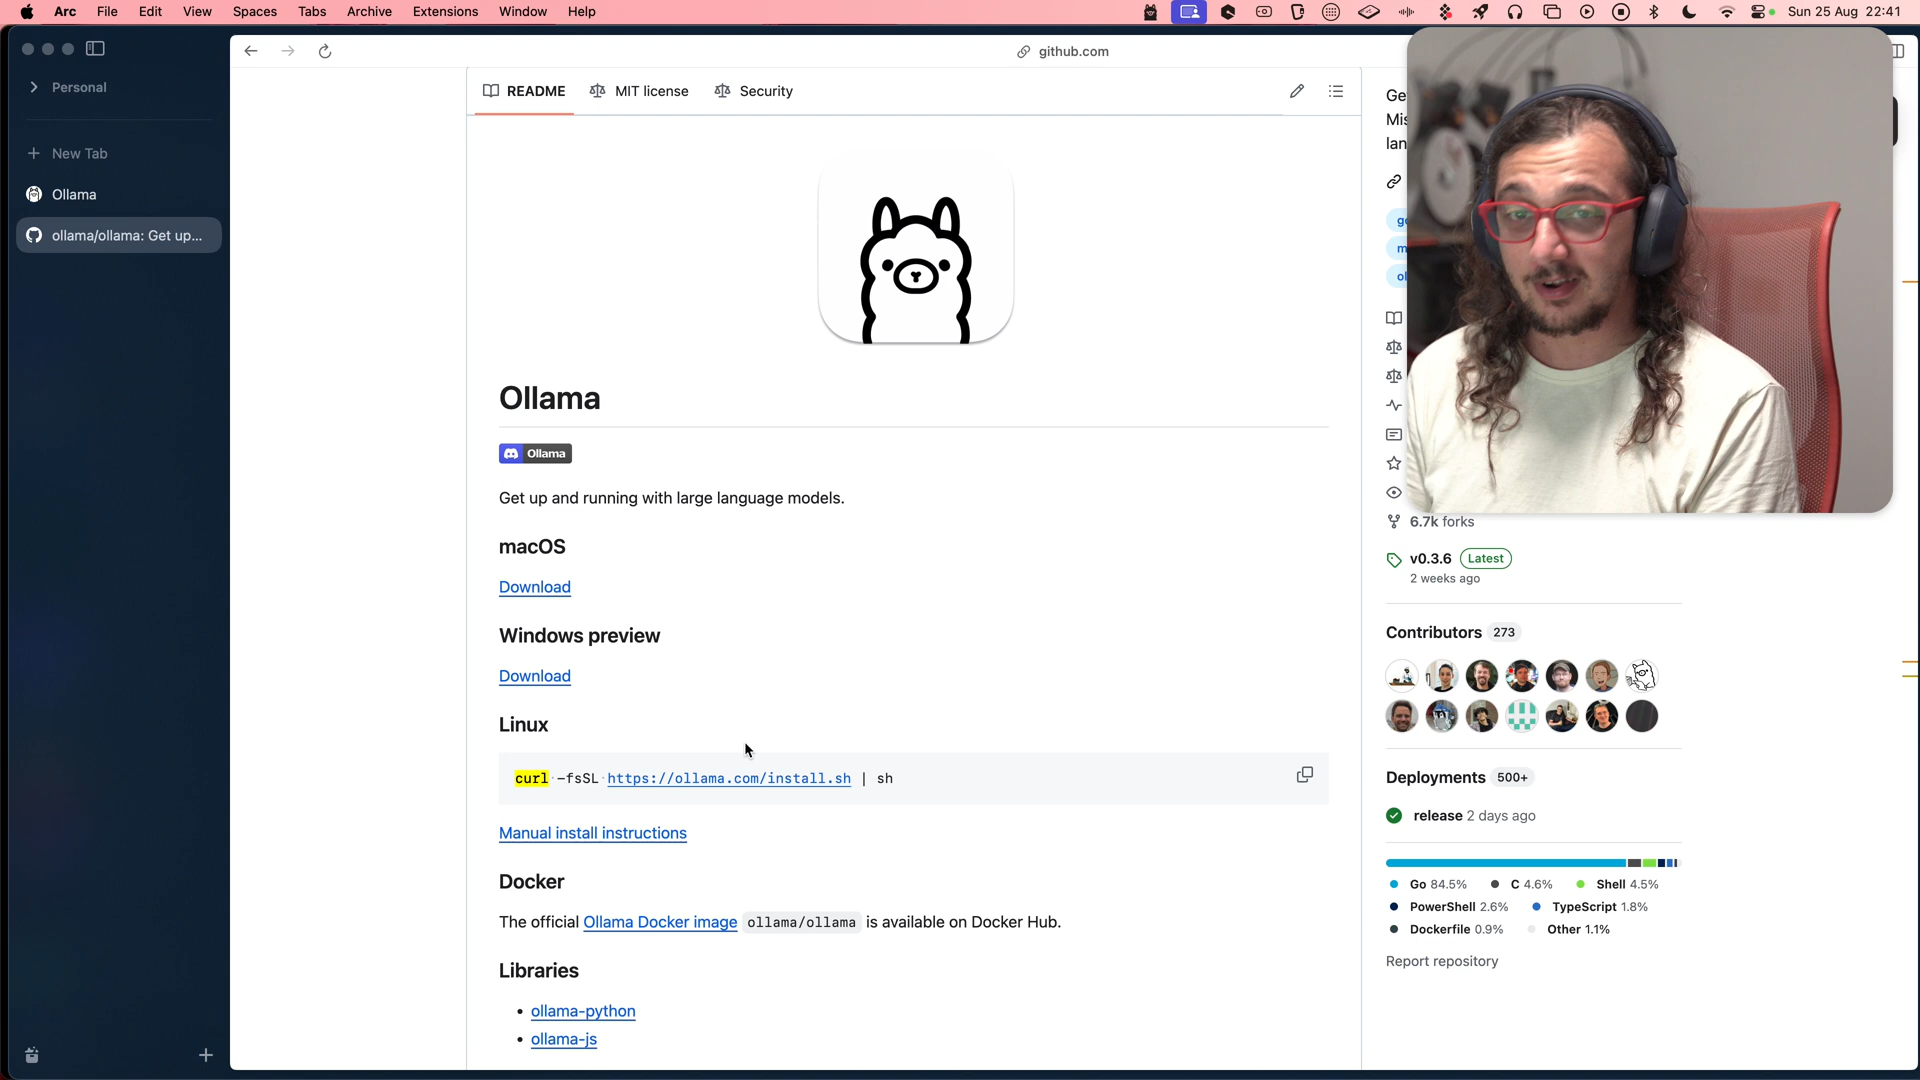 Arc File Edit View Spaces Tabs Archive Extensions Window Help Sun 25 Aug 22:41
github.com
Personal
New Tab
Ollama
ollama/ollama: Get up...
README MIT license Security
Ollama
Ollama
Get up and running with large language models.
macOS
Download
Windows preview
Download
Linux
curl -fsSL https://ollama.com/install.sh | sh
Manual install instructions
Docker
The official Ollama Docker image ollama/ollama is available on Docker Hub.
Libraries
ollama-python
ollama-js
6.7k forks
v0.3.6 Latest
2 weeks ago
Contributors 273
Deployments 500+
release 2 days ago
Go 84.5% C 4.6% Shell 4.5%
PowerShell 2.6% TypeScript 1.8%
Dockerfile 0.9% Other 1.1%
Report repository